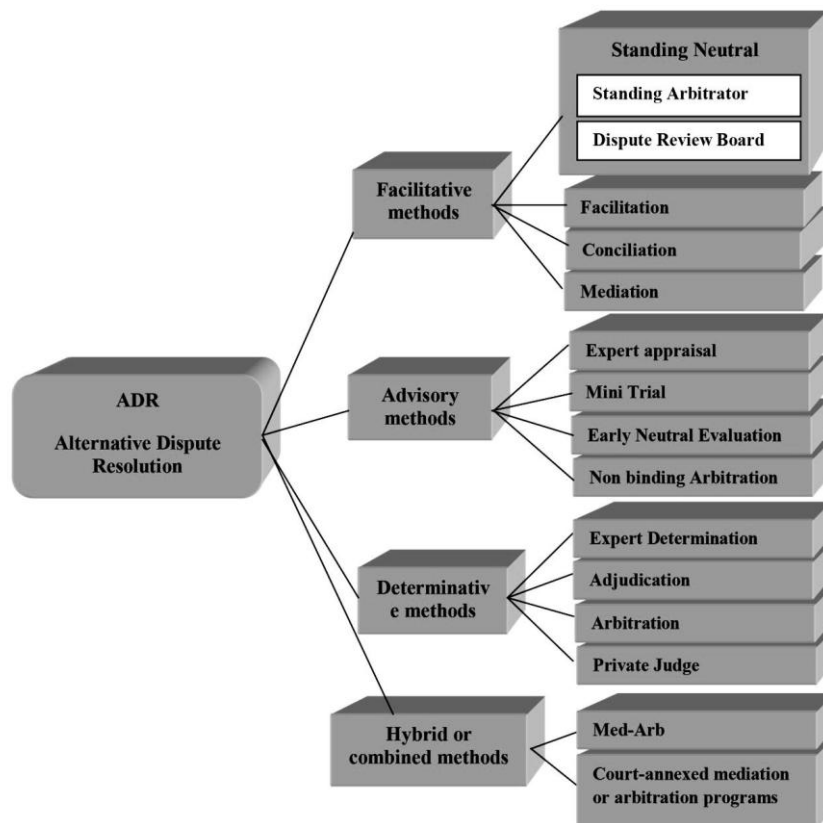 Standing Neutral
Standing Arbitrator
Dispute Review Board
Facilitative
methods
Facilitation
Conciliation
Mediation
ADR
Alternative Dispute
Resolution
Advisory
methods
Expert appraisal
Mini Trial
Early Neutral Evaluation
Non binding Arbitration
Determinativ
e methods
Expert Determination
Adjudication
Arbitration
Private Judge
Hybrid or
combined methods
Med-Arb
Court-annexed mediation
or arbitration programs